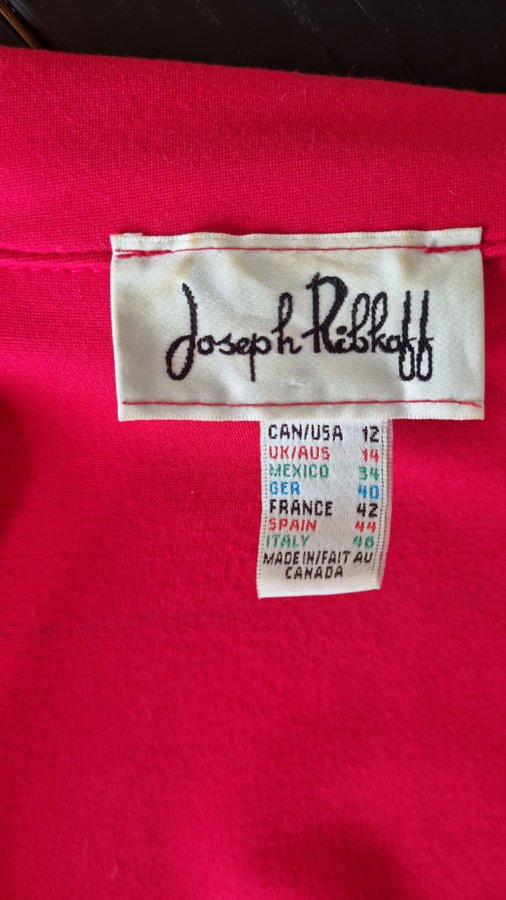 Joseph Ribkoff
CAN/USA 12
UK/AUS 14
MEXICO 34
GER 40
FRANCE 42
SPAIN 44
ITALY 46
MADE IN/FAIT AU
CANADA